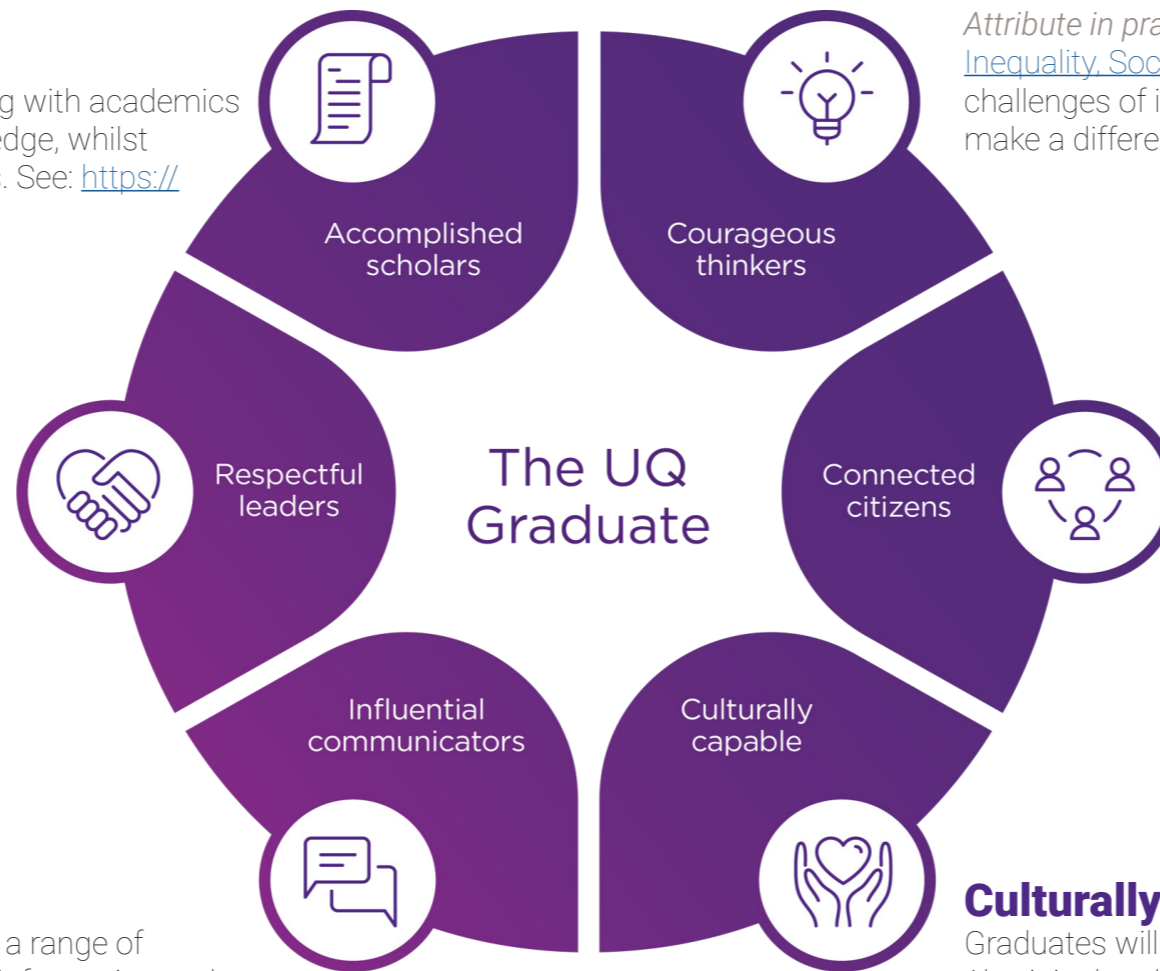 Attribute in pra
Inequality, Soc
challenges of i
make a differe
g with academics
edge, whilst
. See: https://
Accomplished
scholars
Courageous
thinkers
Respectful
leaders
The UQ
Graduate
Connected
citizens
Influential
communicators
Culturally
capable
a range of
Culturally
Graduates will